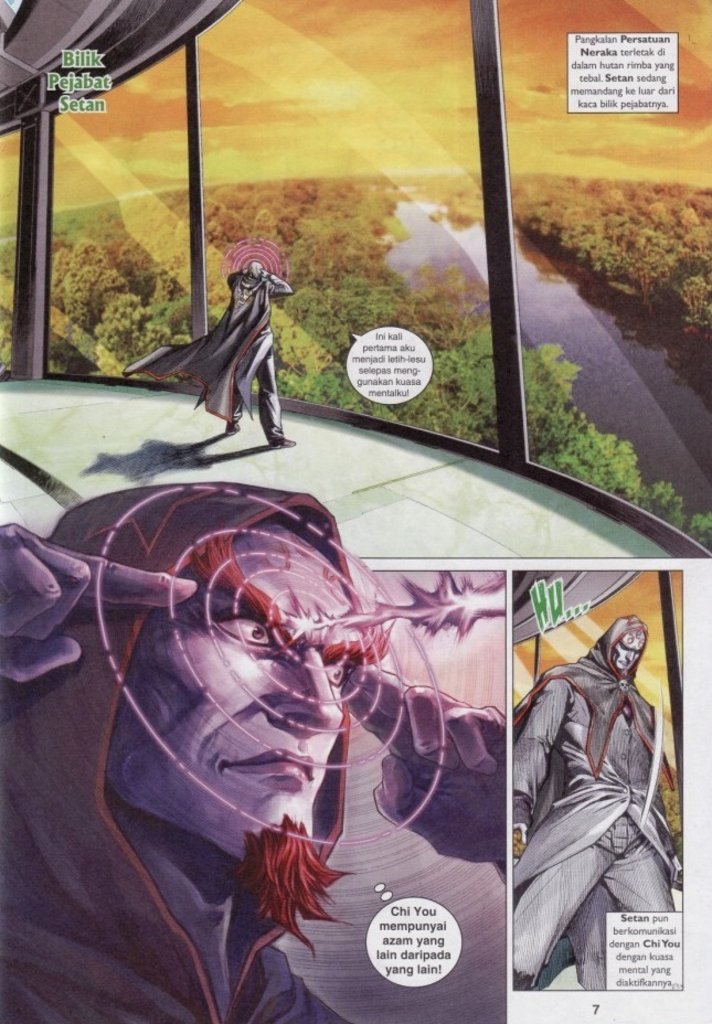 Bilik
Pejabat
Setan
Pangkalan Persatuan
Neraka terletak di
dalam hutan rimba yang
tebal. Setan sedang
memandang ke luar dari
kaca bilik pejabatnya.
Ini kali
pertama aku
menjadi letih-lesu
selepas meng-
gunakan kuasa
mentalku!
Chi You
mempunyai
azam yang
lain daripada
yang lain!
HU...
Setan pun
berkomunikasi
dengan Chi You
dengan kuasa
mental yang
diaktifkannya.
7